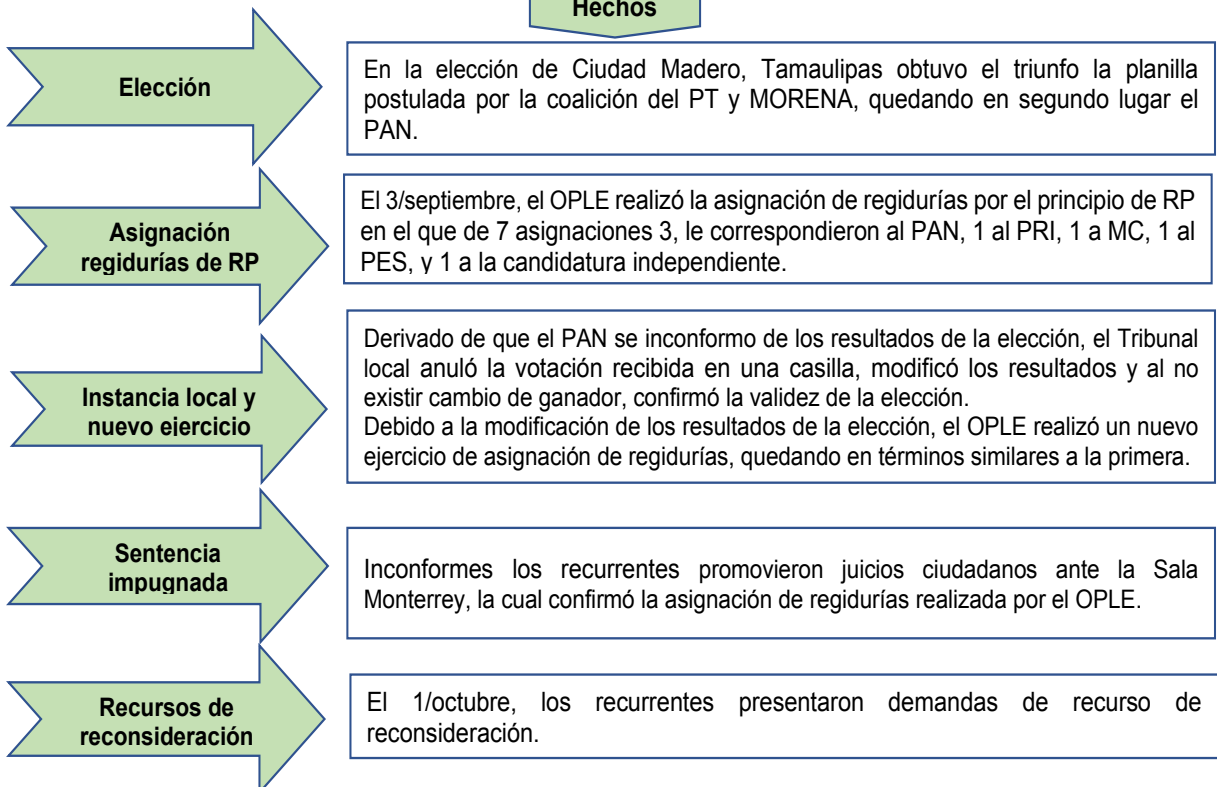 Hechos
Elección
En la elección de Ciudad Madero, Tamaulipas obtuvo el triunfo la planilla
postulada por la coalición del PT y MORENA, quedando en segundo lugar el
PAN.
Asignación
regidurías de RP
El 3/septiembre, el OPLE realizó la asignación de regidurías por el principio de RP
en el que de 7 asignaciones 3, le correspondieron al PAN, 1 al PRI, 1 a MC, 1 al
PES, y 1 a la candidatura independiente.
Instancia local y
nuevo ejercicio
Derivado de que el PAN se inconformo de los resultados de la elección, el Tribunal
local anuló la votación recibida en una casilla, modificó los resultados y al no
existir cambio de ganador, confirmó la validez de la elección.
Debido a la modificación de los resultados de la elección, el OPLE realizó un nuevo
ejercicio de asignación de regidurías, quedando en términos similares a la primera.
Sentencia
impugnada
Inconformes los recurrentes promovieron juicios ciudadanos ante la Sala
Monterrey, la cual confirmó la asignación de regidurías realizada por el OPLE.
Recursos de
reconsideración
El 1/octubre, los recurrentes presentaron demandas de recurso de
reconsideración.